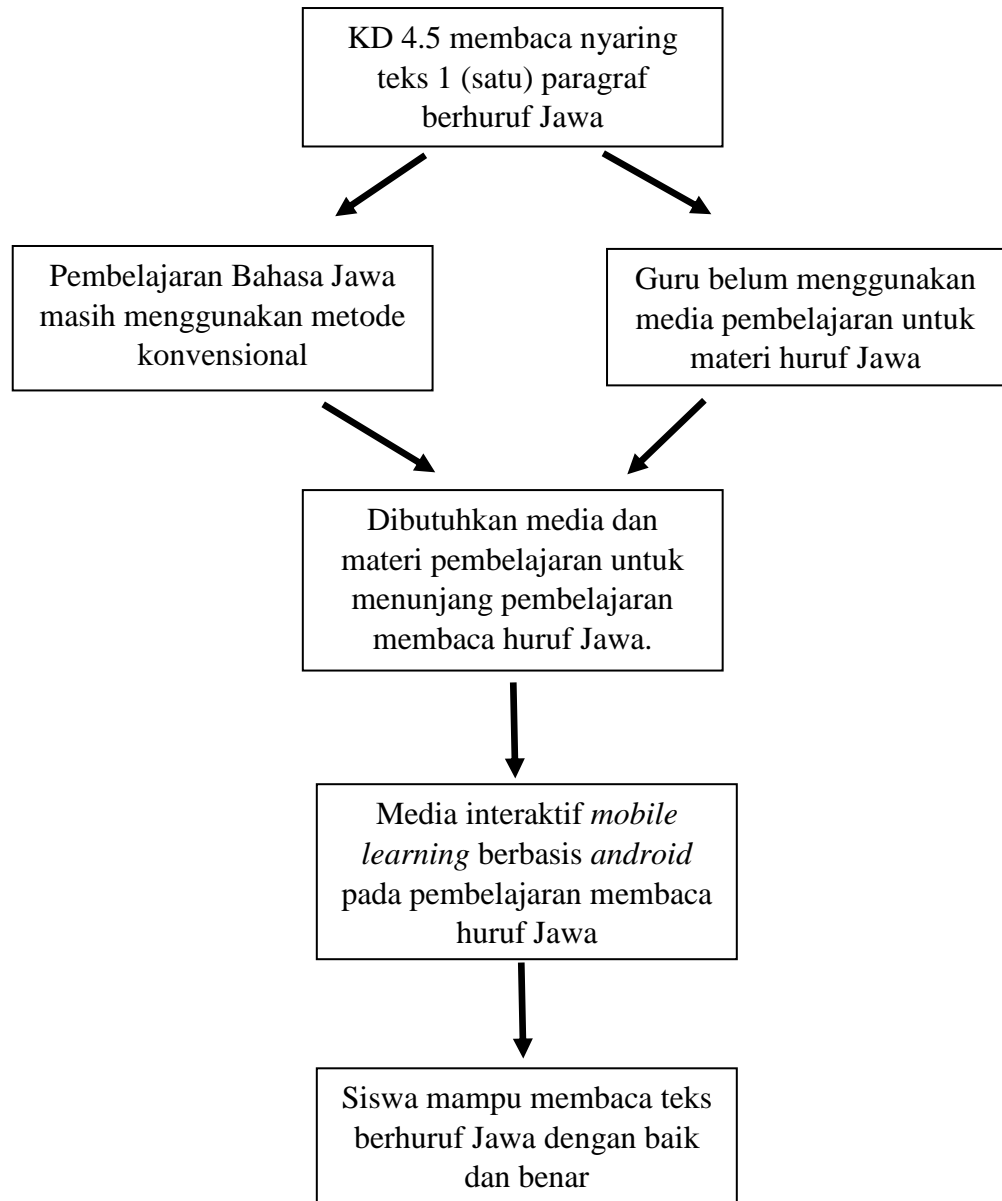 KD 4.5 membaca nyaring
teks 1 (satu) paragraf
berhuruf Jawa
Pembelajaran Bahasa Jawa
masih menggunakan metode
konvensional
Guru belum menggunakan
media pembelajaran untuk
materi huruf Jawa
Dibutuhkan media dan
materi pembelajaran untuk
menunjang pembelajaran
membaca huruf Jawa.
Media interaktif mobile
learning berbasis android
pada pembelajaran membaca
huruf Jawa
Siswa mampu membaca teks
berhuruf Jawa dengan baik
dan benar